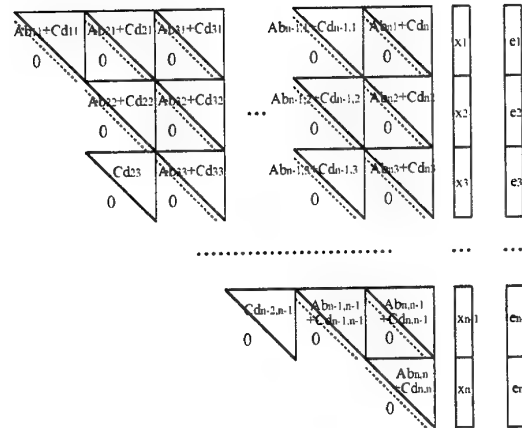 Ab11+Cd11 Ab21+Cd21 Ab31+Cd31 Abn-1,1+Cdn-1,1 Abn1+Cdn x1 e1
0 0 0 0 0
Ab22+Cd22 Ab32+Cd32 ... Abn-1,2+Cdn-1,2 Abn2+Cdn2 x2 e2
0 0 0 0
Cd23 Ab33+Cd33 Abn-1,3+Cdn-1,3 Abn3+Cdn3 x3 e3
0 0 0 0
... ...
Cdn-2,n-1 Abn-1,n-1 Abn,n-1
+Cdn-1,n-1 +Cdn,n-1 xn-1 en-
0 0 0
Abn,n
+Cdn,n xn en
0